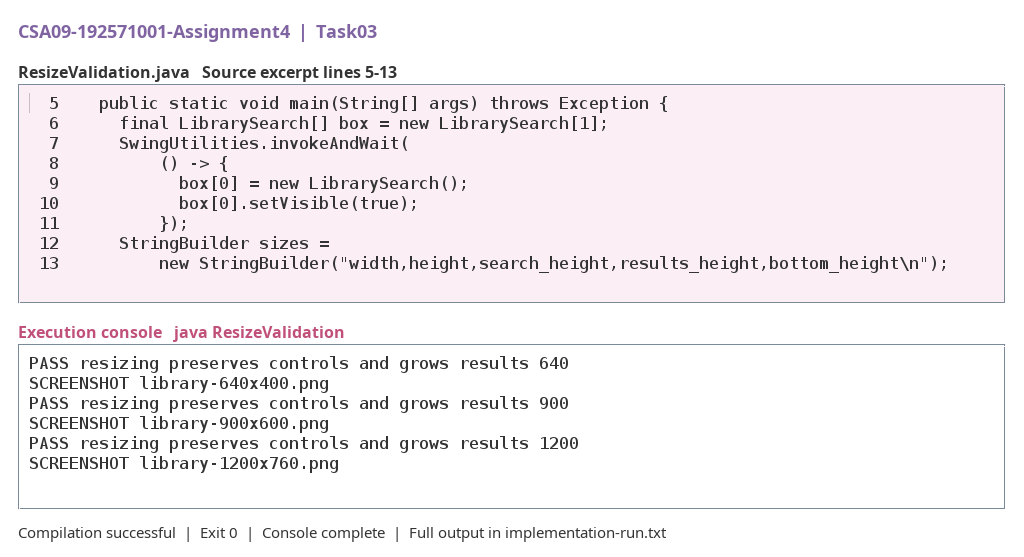 CSA09-192571001-Assignment4 | Task03
ResizeValidation.java Source excerpt lines 5-13
5 public static void main(String[] args) throws Exception {
6 final LibrarySearch[] box = new LibrarySearch[1];
7 SwingUtilities.invokeAndWait(
8 () -> {
9 box[0] = new LibrarySearch();
10 box[0].setVisible(true);
11 });
12 StringBuilder sizes =
13 new StringBuilder("width,height,search_height,results_height,bottom_height\n");
Execution console java ResizeValidation
PASS resizing preserves controls and grows results 640
SCREENSHOT library-640x400.png
PASS resizing preserves controls and grows results 900
SCREENSHOT library-900x600.png
PASS resizing preserves controls and grows results 1200
SCREENSHOT library-1200x760.png
Compilation successful | Exit 0 | Console complete | Full output in implementation-run.txt